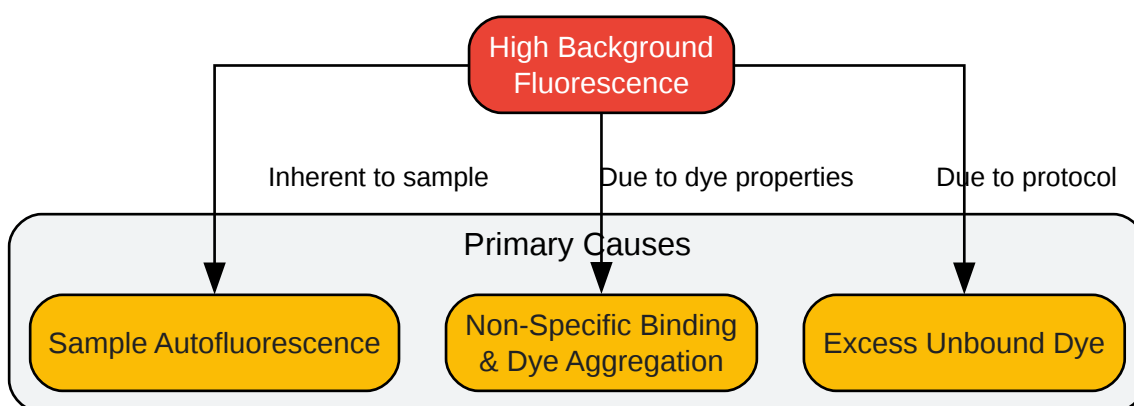 High Background
Fluorescence
Inherent to sample
Due to dye properties
Due to protocol
Primary Causes
Sample Autofluorescence
Non-Specific Binding
& Dye Aggregation
Excess Unbound Dye